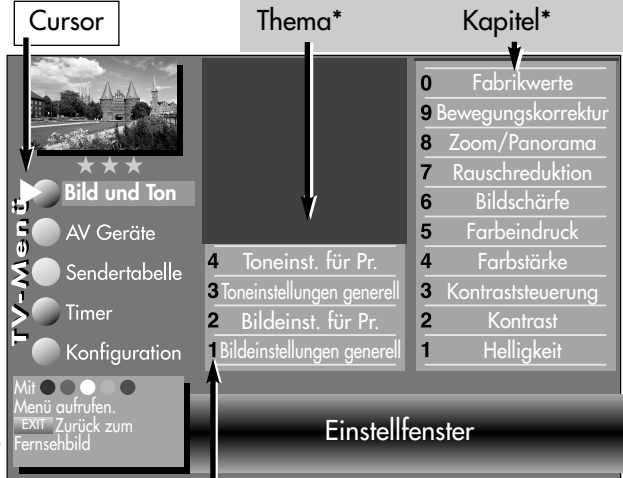 Cursor
Thema*
Kapitel*
TV-Menü
Bild und Ton
AV Geräte
Sendertabelle
Timer
Konfiguration
4 Toneinst. für Pr.
3 Toneinstellungen generell
2 Bildeinst. für Pr.
1 Bildeinstellungen generell
0 Fabrikwerte
9 Bewegungskorrektur
8 Zoom/Panorama
7 Rauschreduktion
6 Bildschärfe
5 Farbeindruck
4 Farbstärke
3 Kontraststeuerung
2 Kontrast
1 Helligkeit
Mit
Menü aufrufen.
EXIT Zurück zum
Fernsehbild
Einstellfenster